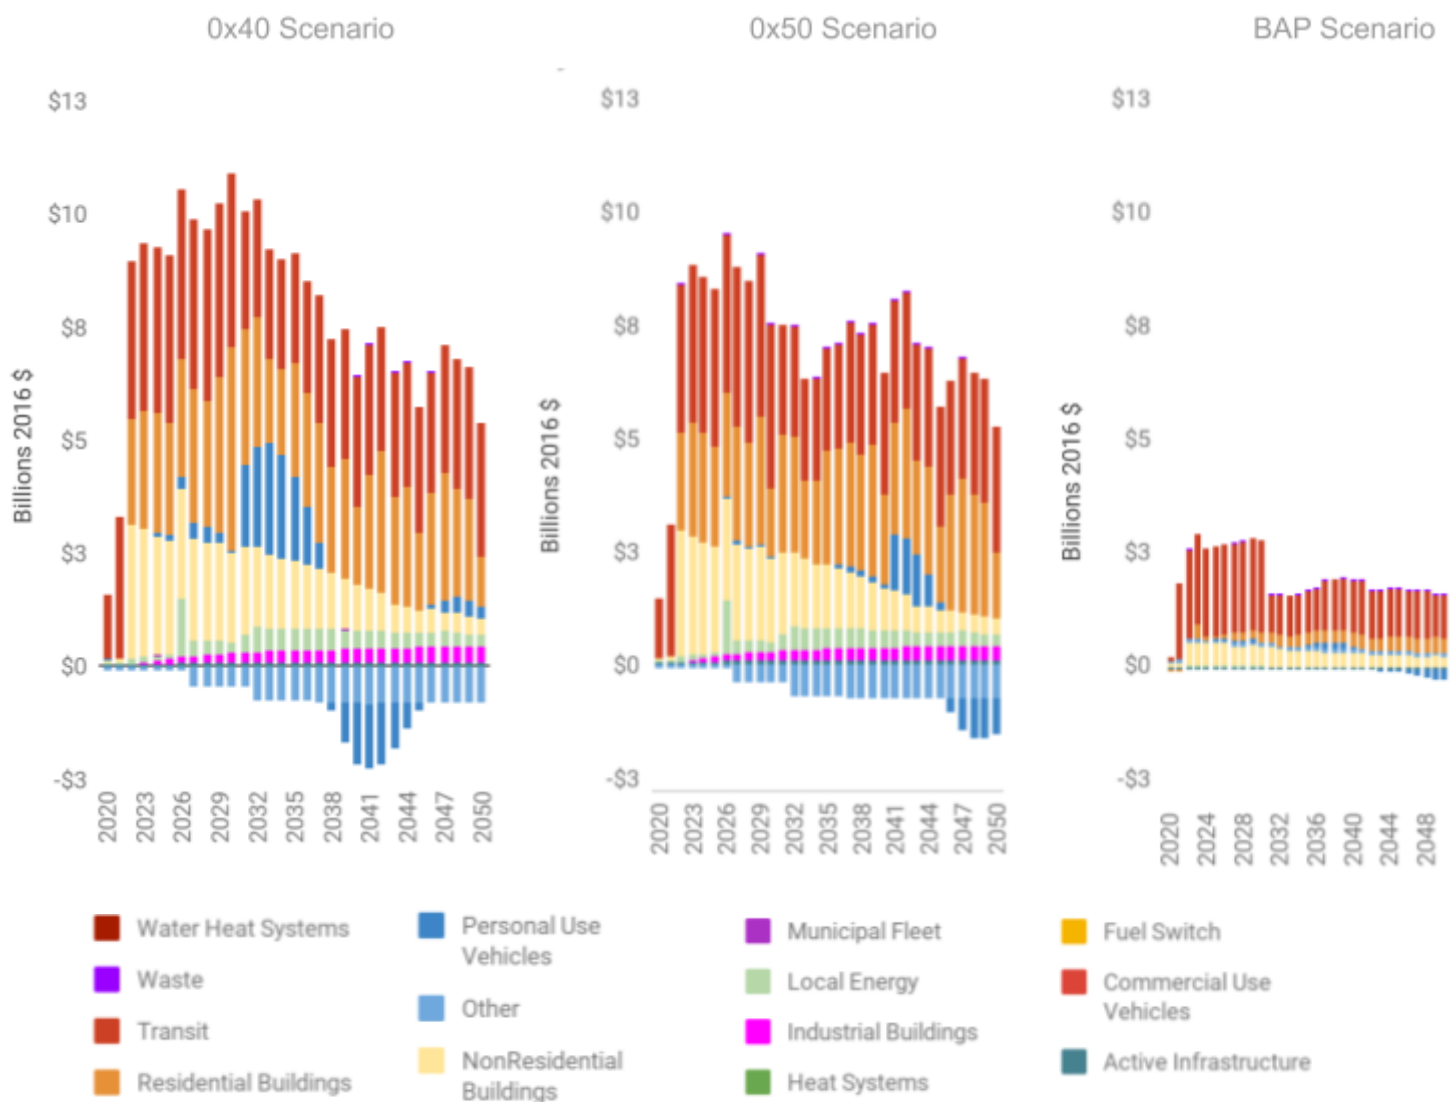 0x40 Scenario
0x50 Scenario
BAP Scenario
$13
$10
$8
$5
$3
$0
-$3
Billions 2016 $
2020
2023
2026
2029
2032
2035
2038
2041
2044
2047
2050
$13
$10
$8
$5
$3
$0
-$3
Billions 2016 $
2020
2023
2026
2029
2032
2035
2038
2041
2044
2047
2050
$13
$10
$8
$5
$3
$0
-$3
Billions 2016 $
2020
2024
2028
2032
2036
2040
2044
2048
Water Heat Systems
Waste
Transit
Residential Buildings
Personal Use
Vehicles
Other
NonResidential
Buildings
Municipal Fleet
Local Energy
Industrial Buildings
Heat Systems
Fuel Switch
Commercial Use
Vehicles
Active Infrastructure